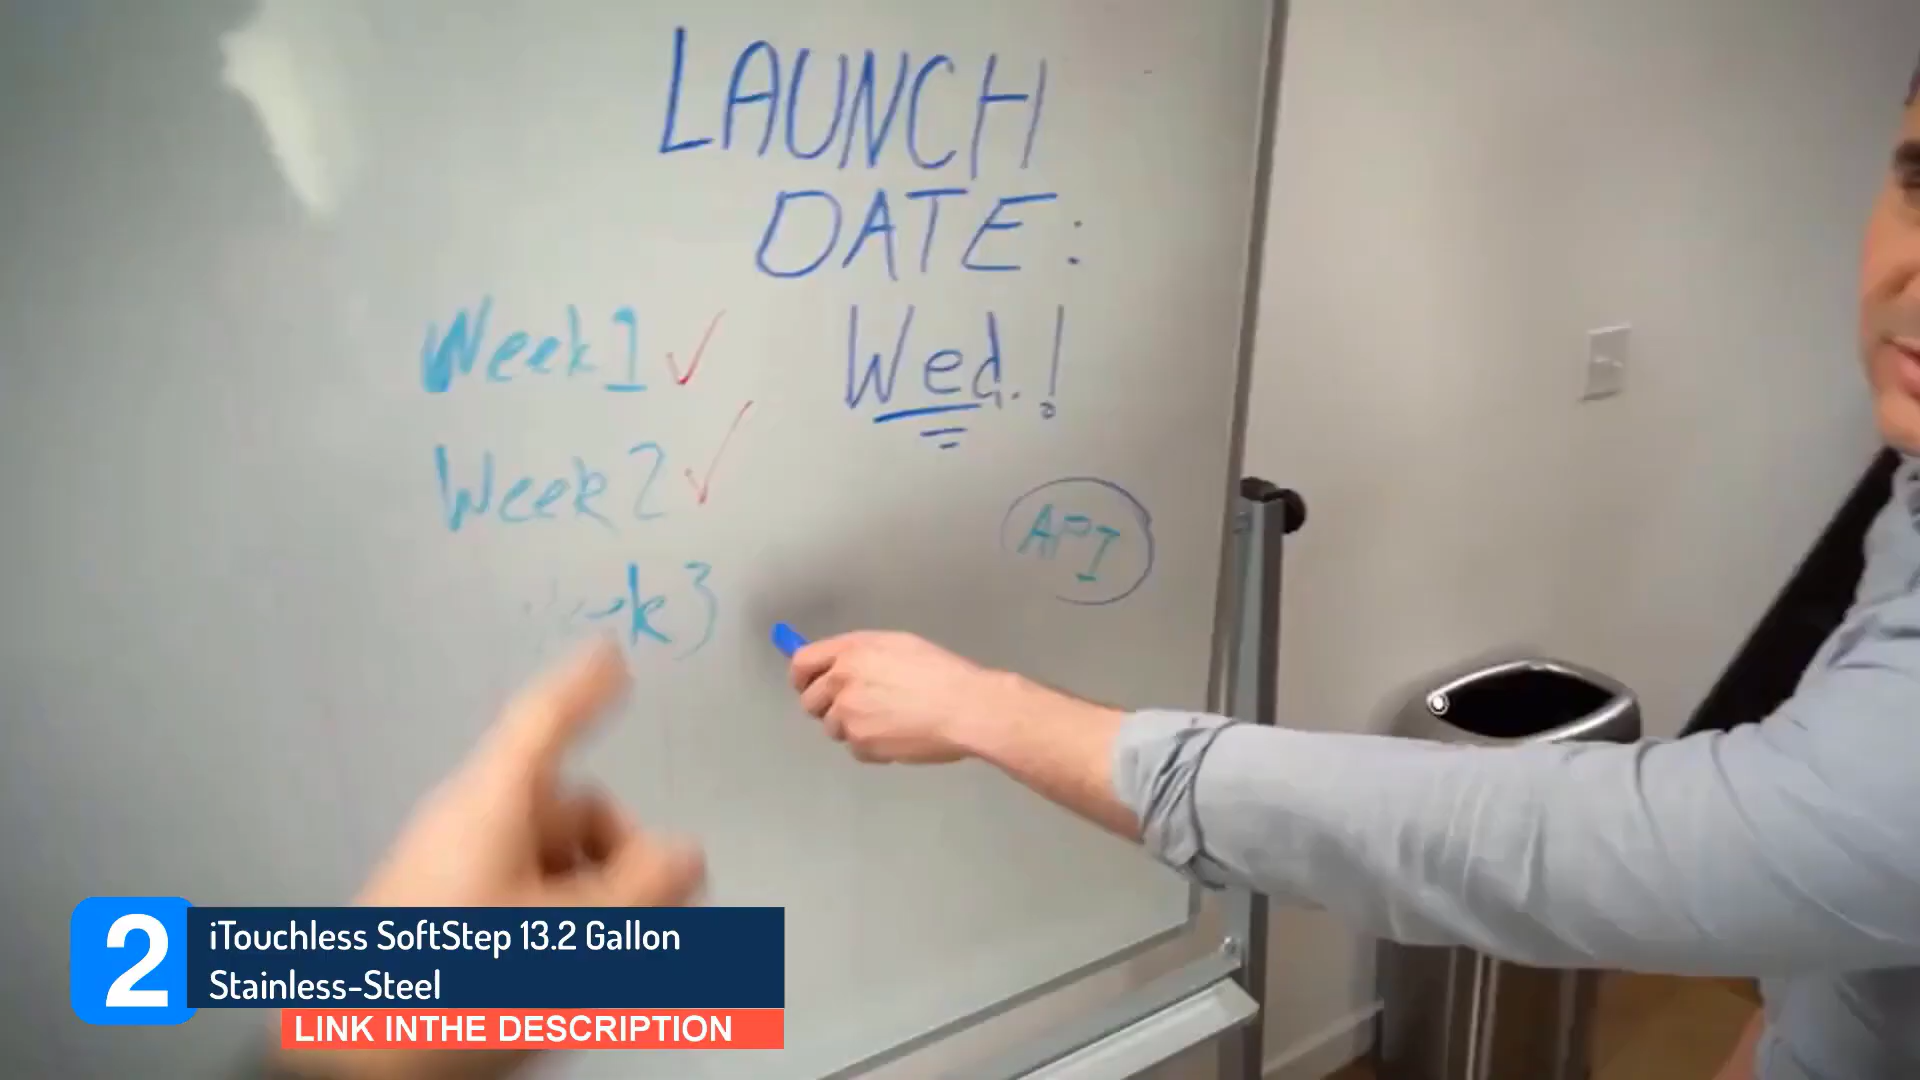 LAUNCH
DATE:
Wed.!
Week 1 ✓
Week 2 ✓
API
2
iTouchless SoftStep 13.2 Gallon
Stainless-Steel
LINK INTHE DESCRIPTION